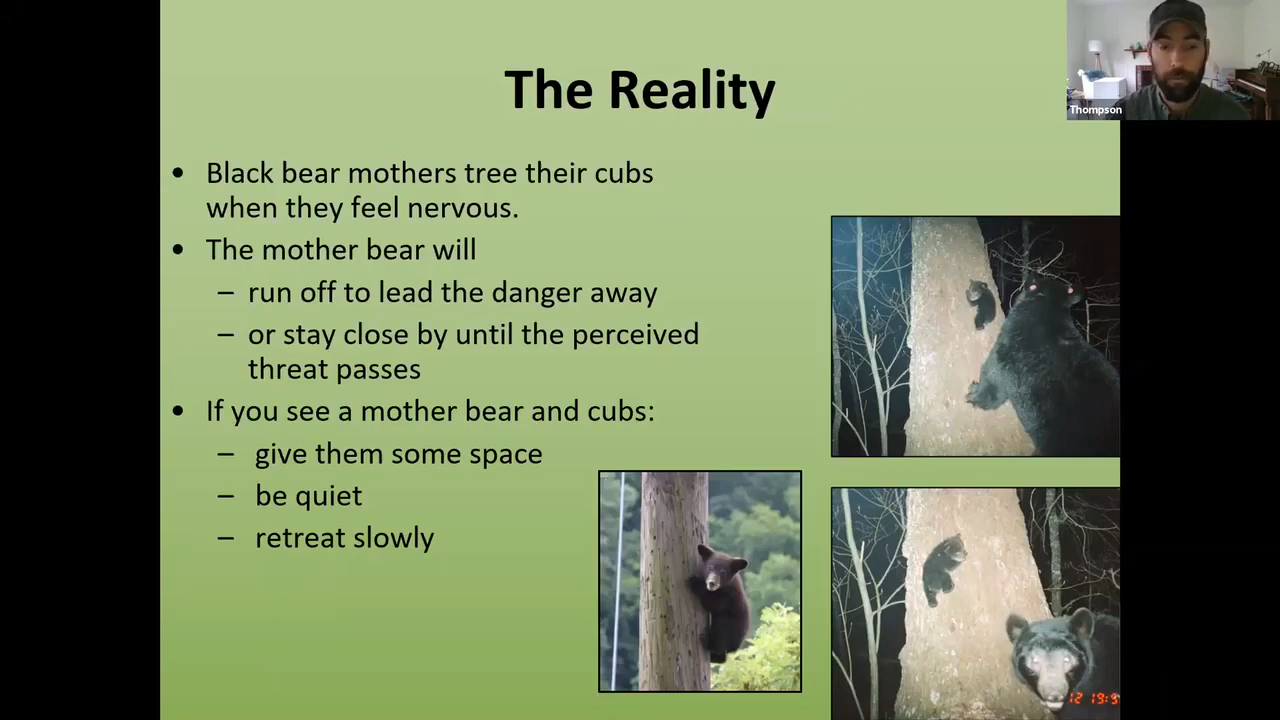 Thompson
The Reality
• Black bear mothers tree their cubs
when they feel nervous.
• The mother bear will
– run off to lead the danger away
– or stay close by until the perceived
threat passes
• If you see a mother bear and cubs:
– give them some space
– be quiet
– retreat slowly